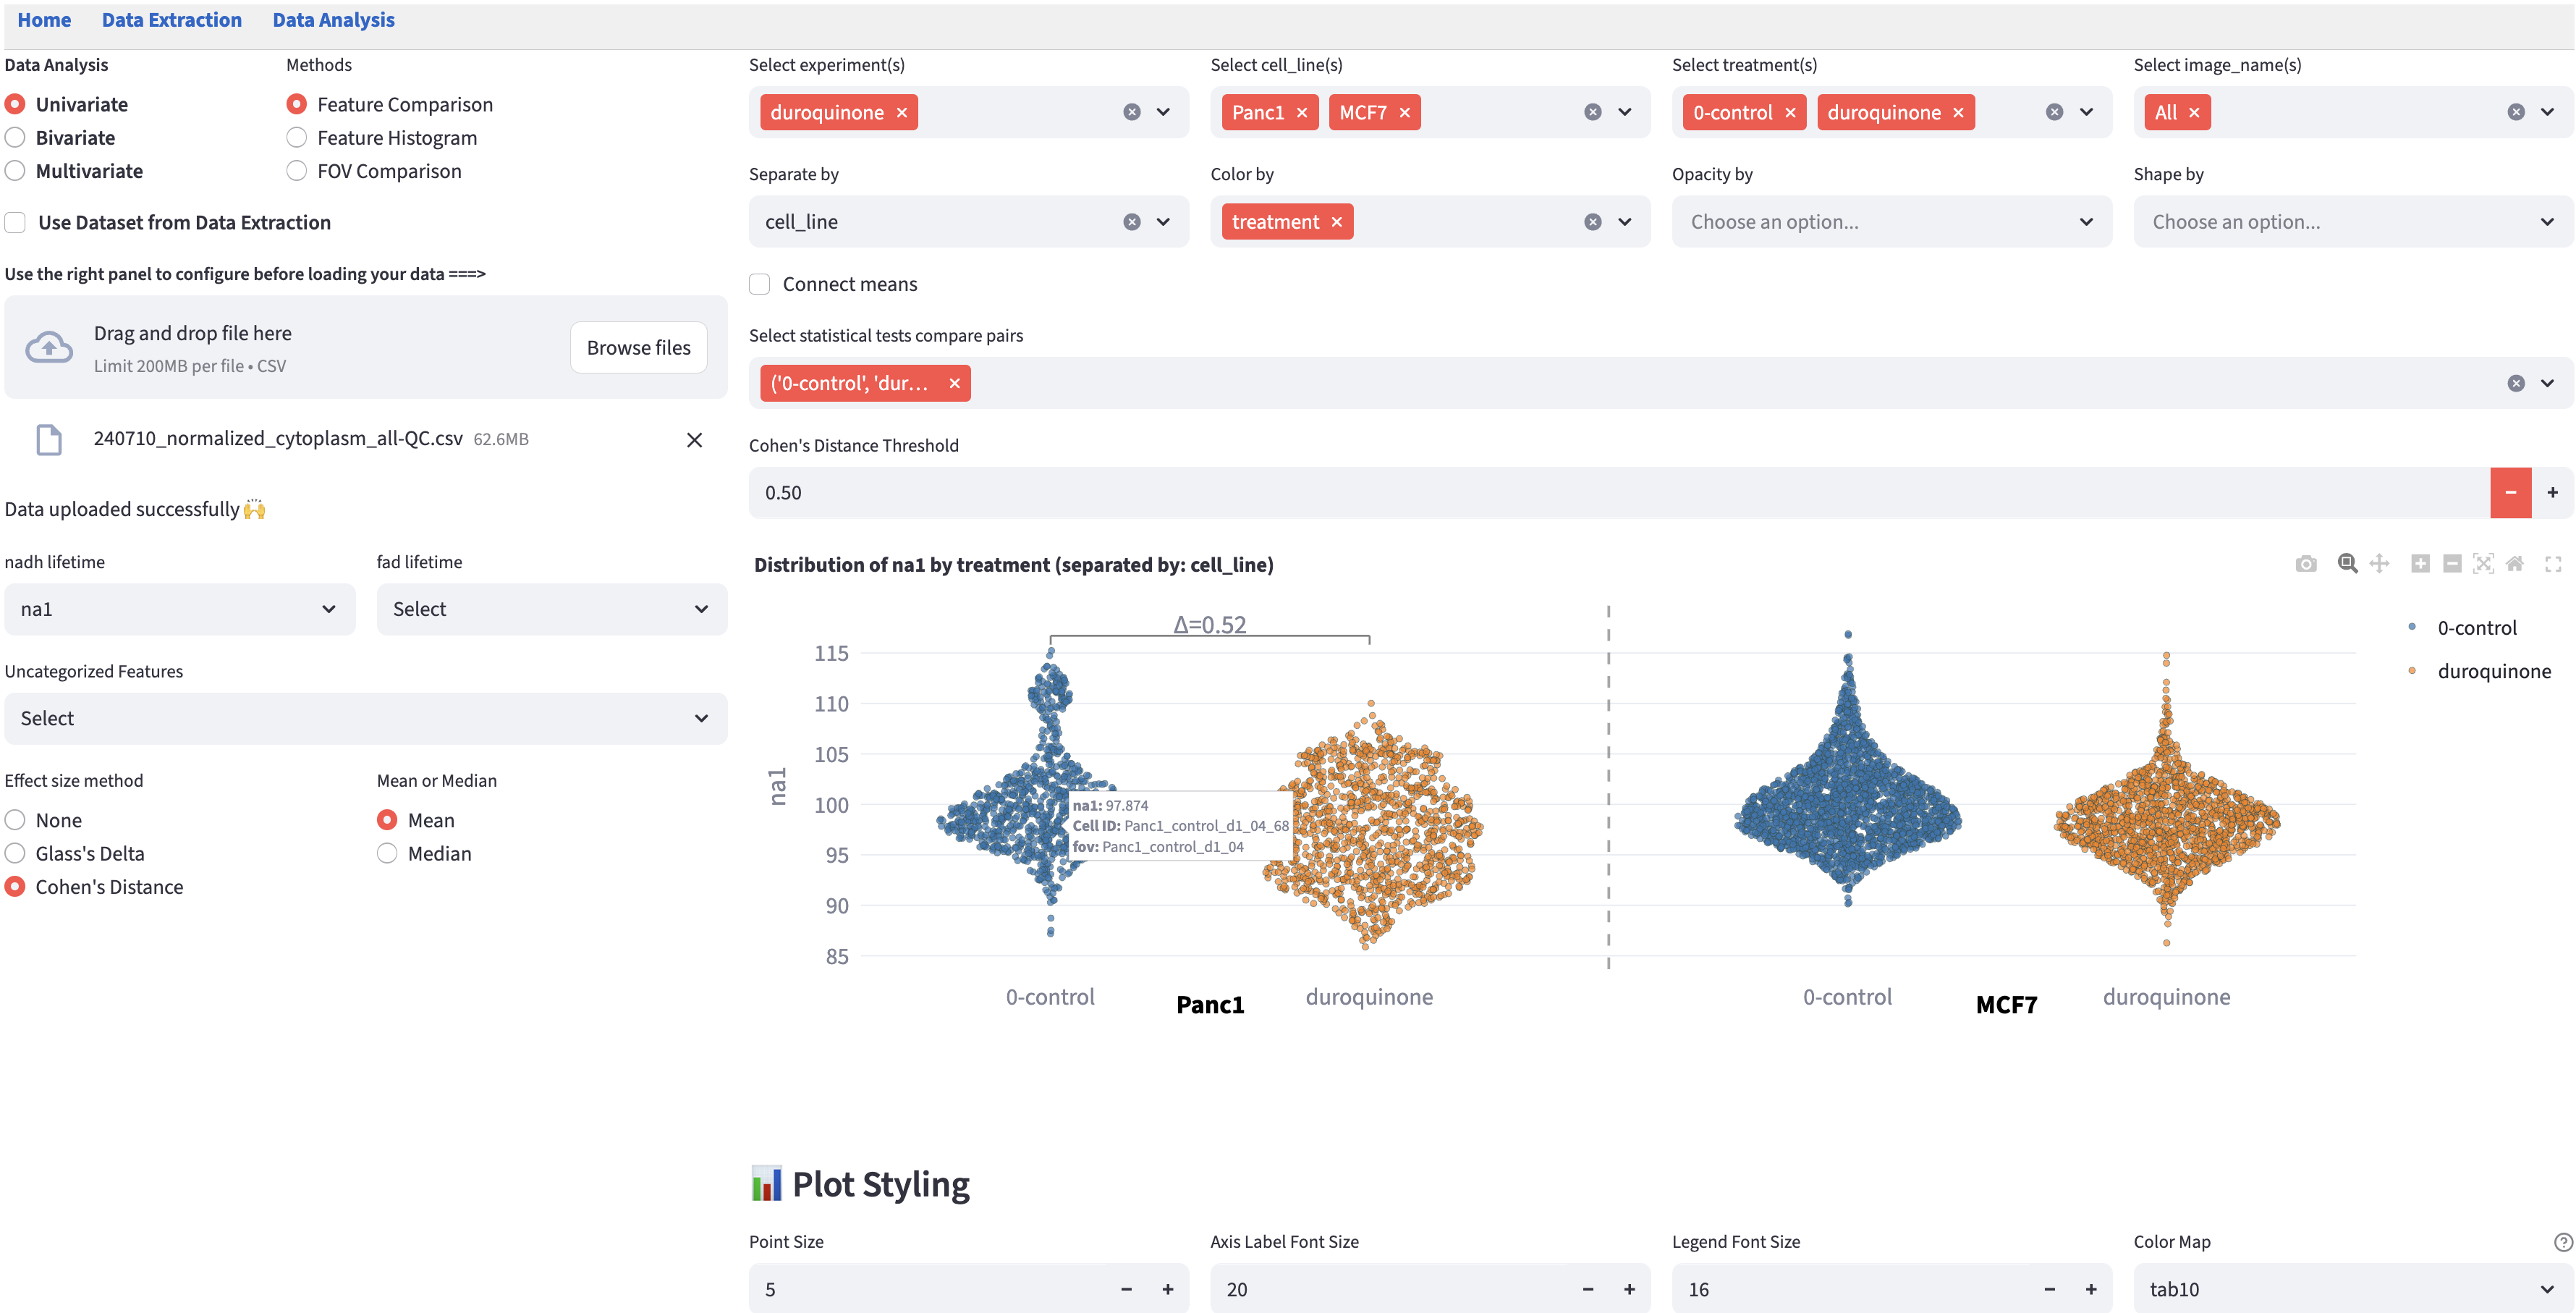 Home Data Extraction Data Analysis
Data Analysis
Univariate
Bivariate
Multivariate
Methods
Feature Comparison
Feature Histogram
FOV Comparison
Use Dataset from Data Extraction
Use the right panel to configure before loading your data ===>
Drag and drop file here
Limit 200MB per file • CSV
Browse files
240710_normalized_cytoplasm_all-QC.csv 62.6MB
Data uploaded successfully 🙌
nadh lifetime
na1
fad lifetime
Select
Uncategorized Features
Select
Effect size method
None
Glass's Delta
Cohen's Distance
Mean or Median
Mean
Median
Select experiment(s)
duroquinone
Select cell_line(s)
Panc1 MCF7
Select treatment(s)
0-control duroquinone
Select image_name(s)
All
Separate by
cell_line
Color by
treatment
Opacity by
Choose an option...
Shape by
Choose an option...
Connect means
Select statistical tests compare pairs
('0-control', 'dur...
Cohen's Distance Threshold
0.50
Distribution of na1 by treatment (separated by: cell_line)
Δ=0.52
115
110
105
100
95
90
85
na1
na1: 97.874
Cell ID: Panc1_control_d1_04_68
fov: Panc1_control_d1_04
0-control
duroquinone
0-control Panc1 duroquinone 0-control MCF7 duroquinone
📊 Plot Styling
Point Size
5
Axis Label Font Size
20
Legend Font Size
16
Color Map
tab10